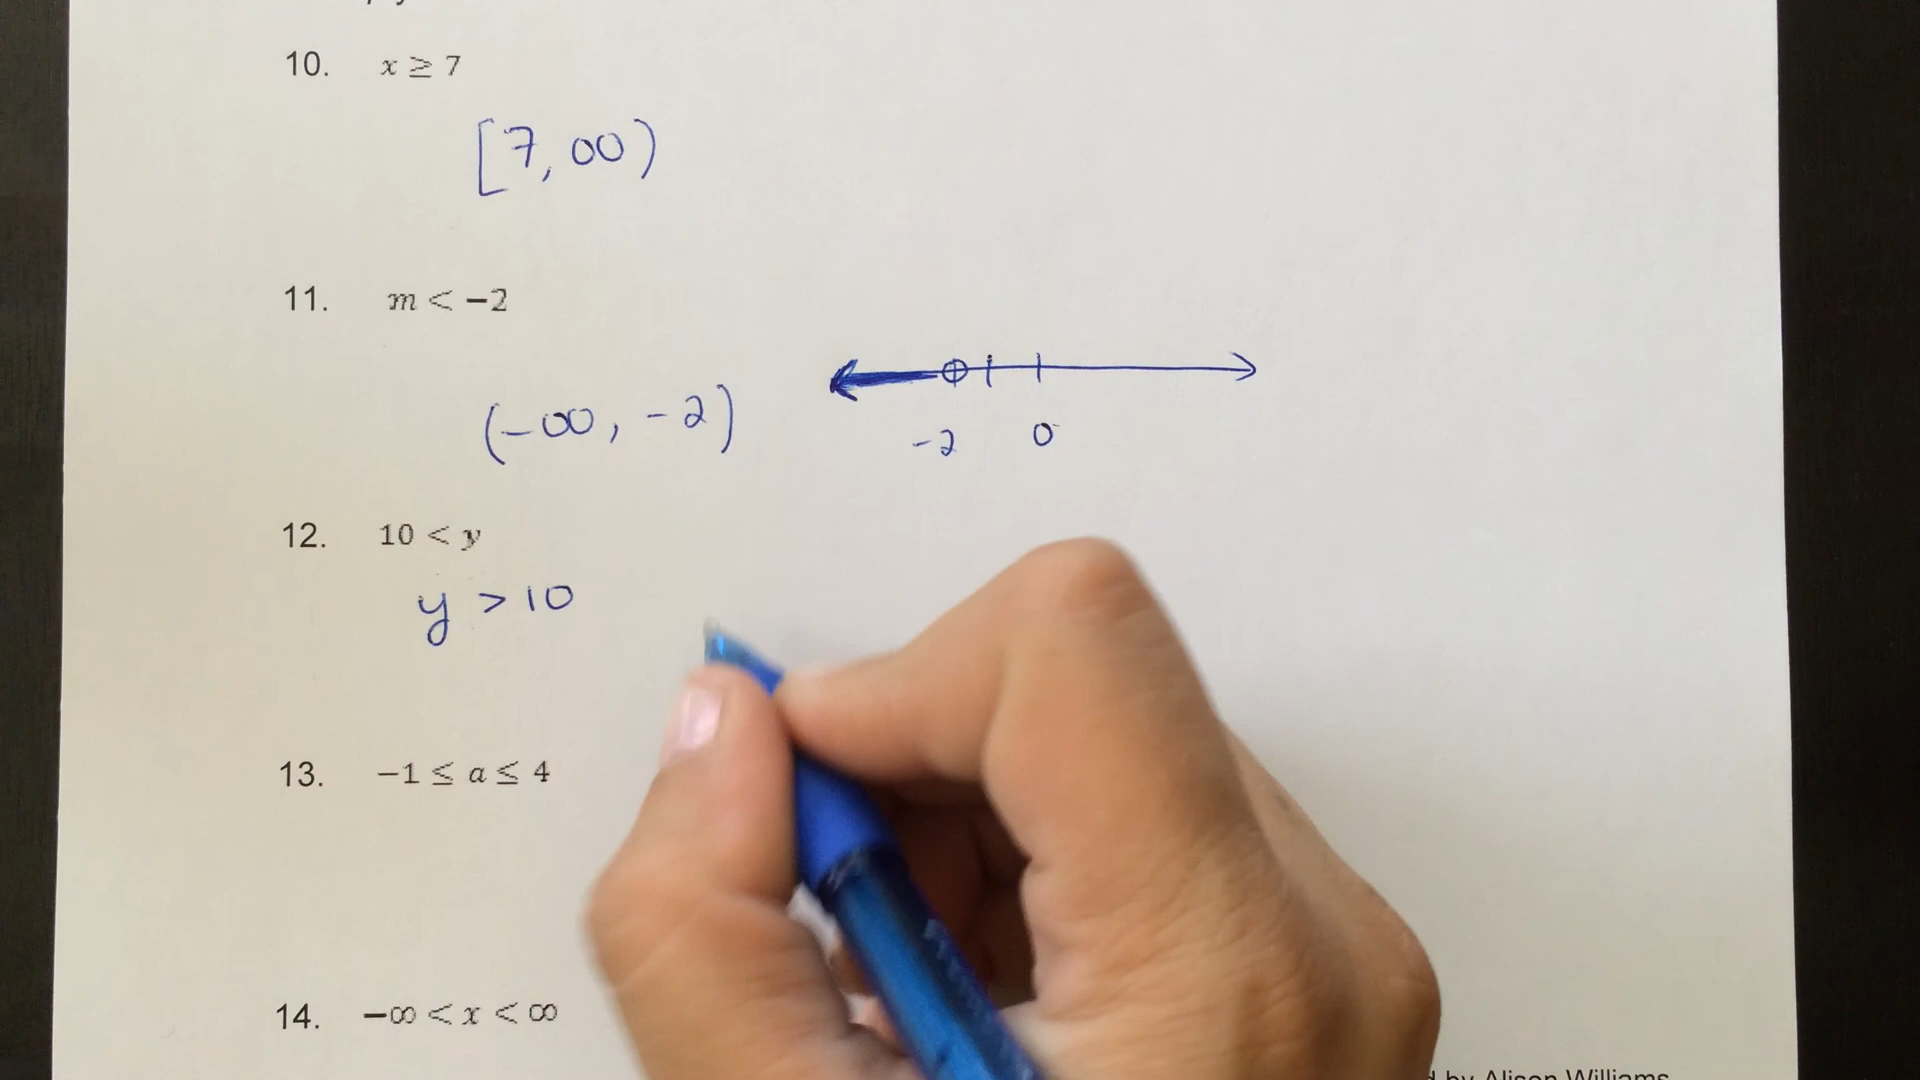 10. x ≥ 7
[7, ∞)
11. m < -2
(-∞, -2)
-2 0
12. 10 < y
y > 10
13. -1 ≤ a ≤ 4
14. -∞ < x < ∞
by Alison Williams